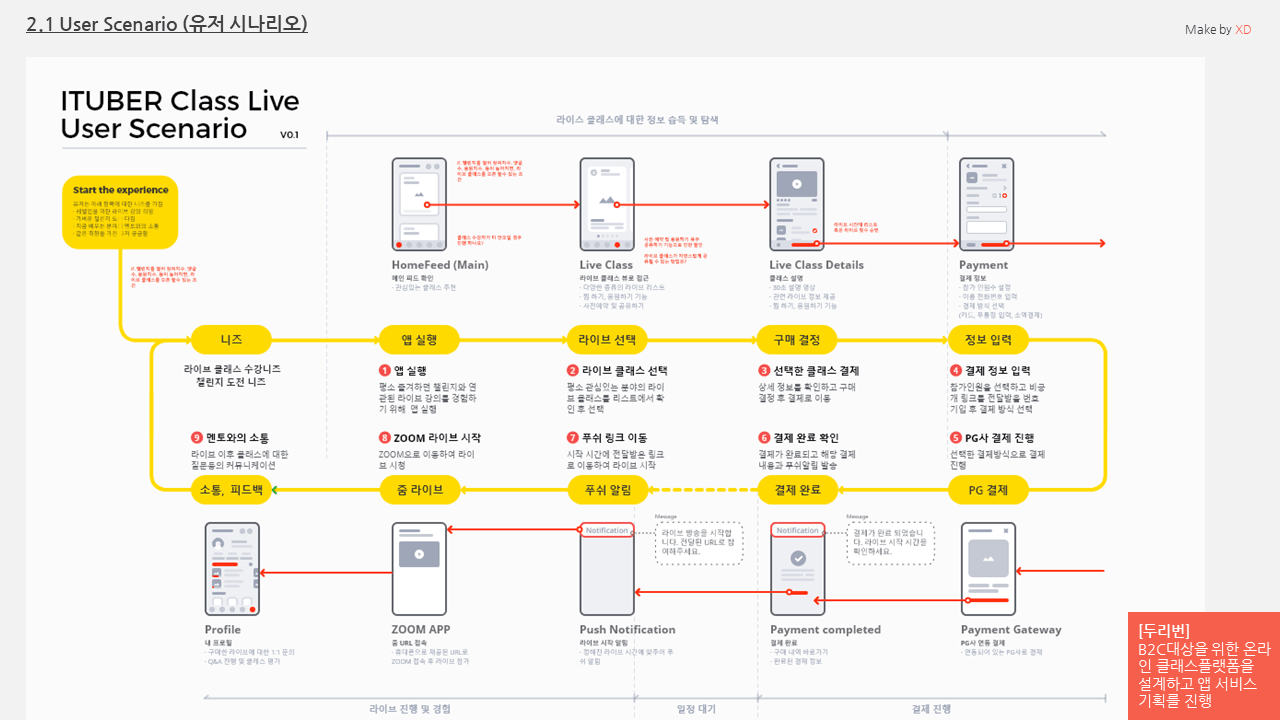 2.1 User Scenario (유저 시나리오)
Make by XD
ITUBER Class Live
User Scenario
V0.1
라이스 클래스에 대한 정보 습득 및 탐색
Start the experience
HomeFeed (Main)
메인 피드 확인
- 관심있는 클래스 추천
Live Class
라이브 클래스 뷰로 접근
- 다양한 종류의 라이브 리스트
- 찜 하기, 응원하기 기능
- 사전예약 및 공유하기
Live Class Details
클래스 설명
- 30초 설명 영상
- 관련 라이브 정보 제공
- 찜 하기, 응원하기 기능
Payment
결제 정보
- 참가 인원수 설정
- 이름 전화번호 입력
- 결제 방식 선택
(카드, 무통장 입력, 소액결제)
니즈
앱 실행
라이브 선택
구매 결정
정보 입력
라이브 클래스 수강니즈
챌린지 도전 니즈
1 앱 실행
평소 즐겨하던 챌린지와 연
관된 라이브 강의를 경험하
기 위해 앱 실행
2 라이브 클래스 선택
평소 관심있는 분야의 라이
브 클래스를 리스트에서 확
인 후 선택
3 선택한 클래스 결제
상세 정보를 확인하고 구매
결정 후 결제로 이동
4 결제 정보 입력
참가인원을 선택하고 비공
개 링크를 전달받을 번호
기입 후 결제 방식 선택
9 멘토와의 소통
라이브 이후 클래스에 대한
질문등의 커뮤니케이션
8 ZOOM 라이브 시작
ZOOM으로 이동하여 라이
브 시청
7 푸쉬 링크 이동
시작 시간에 전달받은 링크
로 이동하여 라이브 시작
6 결제 완료 확인
결제가 완료되고 해당 결제
내용과 푸쉬알림 발송
5 PG사 결제 진행
선택한 결제방식으로 결제
진행
소통, 피드백
줌 라이브
푸쉬 알림
결제 완료
PG 결제
Notification
Message
라이브 방송을 시작합
니다. 전달된 URL로 참
여해주세요.
Notification
Message
결제가 완료 되었습니
다. 라이브 시작 시간을
확인하세요.
Profile
내 프로필
- 구매한 라이브에 대한 1:1 문의
- Q&A 진행 및 클래스 평가
ZOOM APP
줌 URL 접속
- 휴대폰으로 제공된 URL로
ZOOM 접속 후 라이브 참가
Push Notification
라이브 시작 알림
- 정해진 라이브 시간에 맞추어 푸
쉬 알림
Payment completed
결제 완료
- 구매 내역 바로가기
- 완료된 결제 정보
Payment Gateway
PG사 연동 결제
- 연동되어 있는 PG사로 결제
라이브 진행 및 경험
일정 대기
결제 진행
[두리번]
B2C대상을 위한 온라
인 클래스플랫폼을
설계하고 앱 서비스
기획를 진행